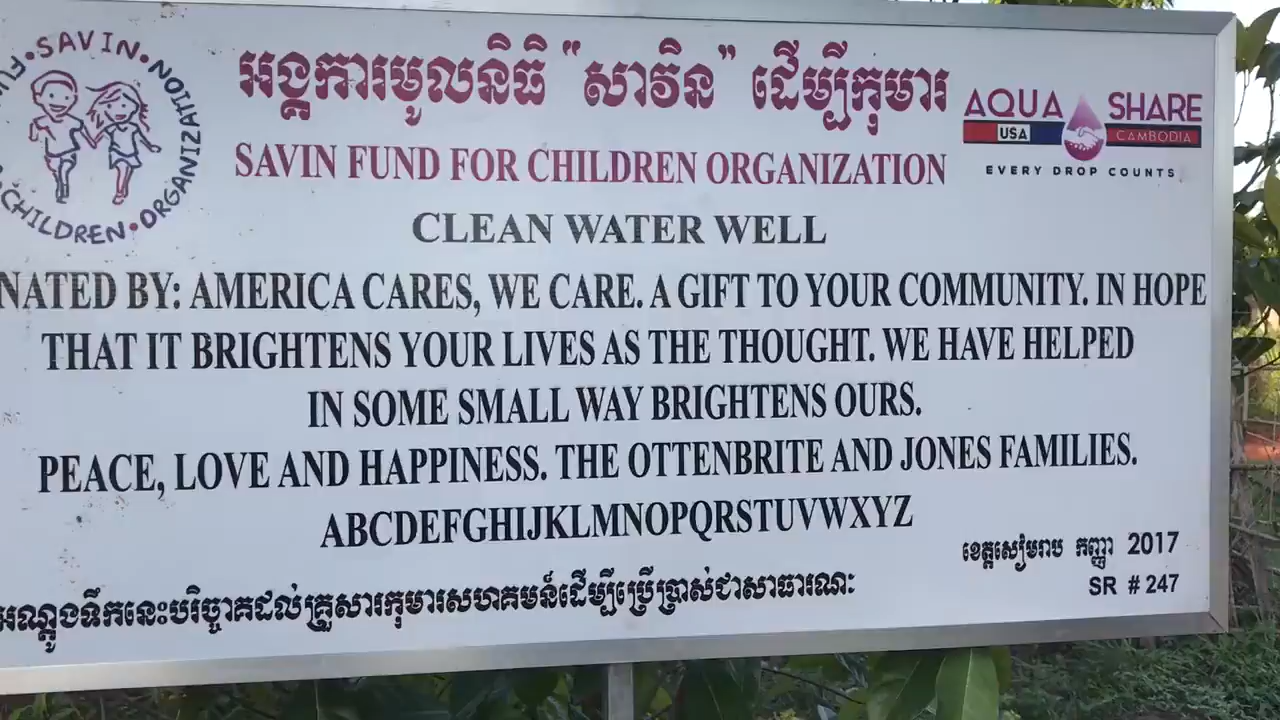 SAVIN FUND CHILDREN ORGANIZATION
អង្គការមូលនិធិ "សាវិន" ដើម្បីកុមារ
SAVIN FUND FOR CHILDREN ORGANIZATION
AQUA SHARE
USA CAMBODIA
EVERY DROP COUNTS
CLEAN WATER WELL
NATED BY: AMERICA CARES, WE CARE. A GIFT TO YOUR COMMUNITY. IN HOPE
THAT IT BRIGHTENS YOUR LIVES AS THE THOUGHT. WE HAVE HELPED
IN SOME SMALL WAY BRIGHTENS OURS.
PEACE, LOVE AND HAPPINESS. THE OTTENBRITE AND JONES FAMILIES.
ABCDEFGHIJKLMNOPQRSTUVWXYZ
ខេត្តសៀមរាប កញ្ញា 2017
SR # 247
អណ្តូងទឹកនេះបរិច្ចាគដល់គ្រួសារកុមារសហគមន៍ដើម្បីប្រើប្រាស់ជាសាធារណៈ